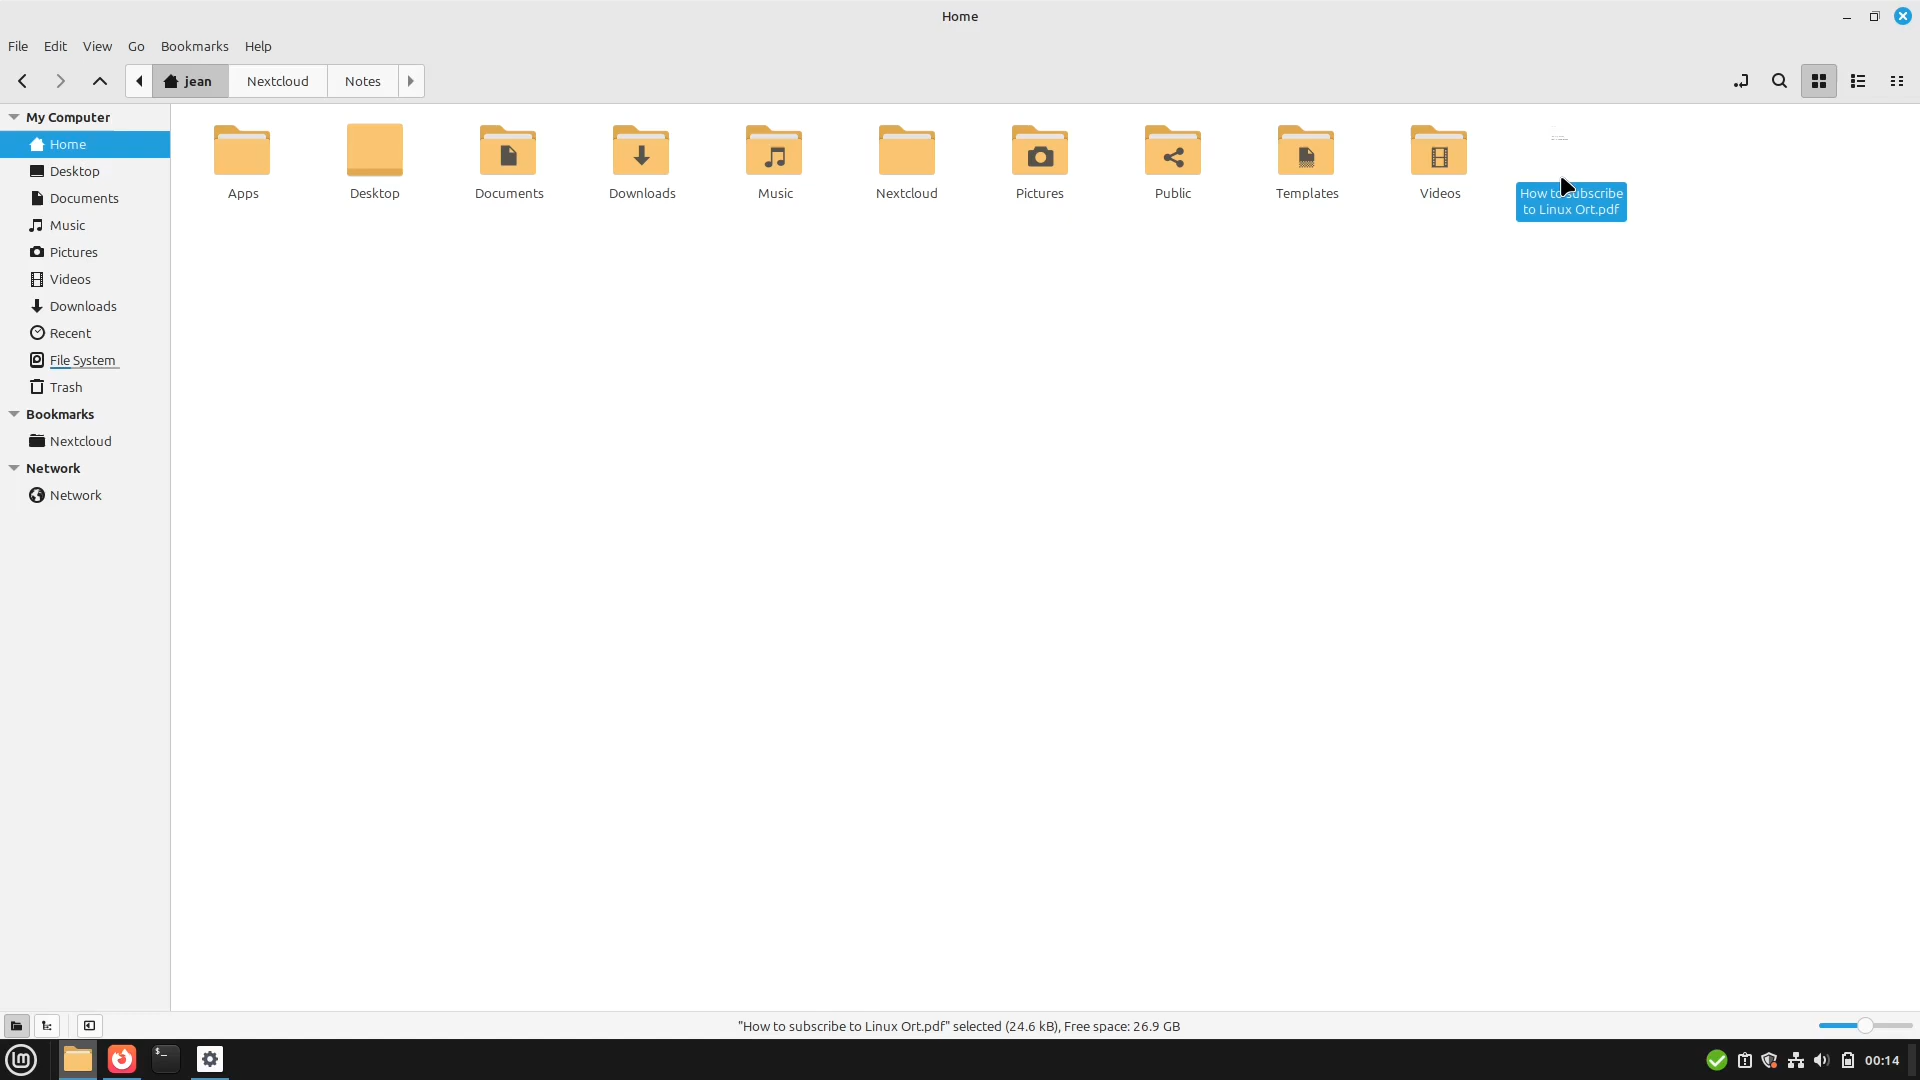 Home
File Edit View Go Bookmarks Help
jean Nextcloud Notes
My Computer
Home
Desktop
Documents
Music
Pictures
Videos
Downloads
Recent
File System
Trash
Bookmarks
Nextcloud
Network
Network
Apps Desktop Documents Downloads Music Nextcloud Pictures Public Templates Videos How to subscribe
to Linux Ort.pdf
"How to subscribe to Linux Ort.pdf" selected (24.6 kB), Free space: 26.9 GB
lm $_ 00:14